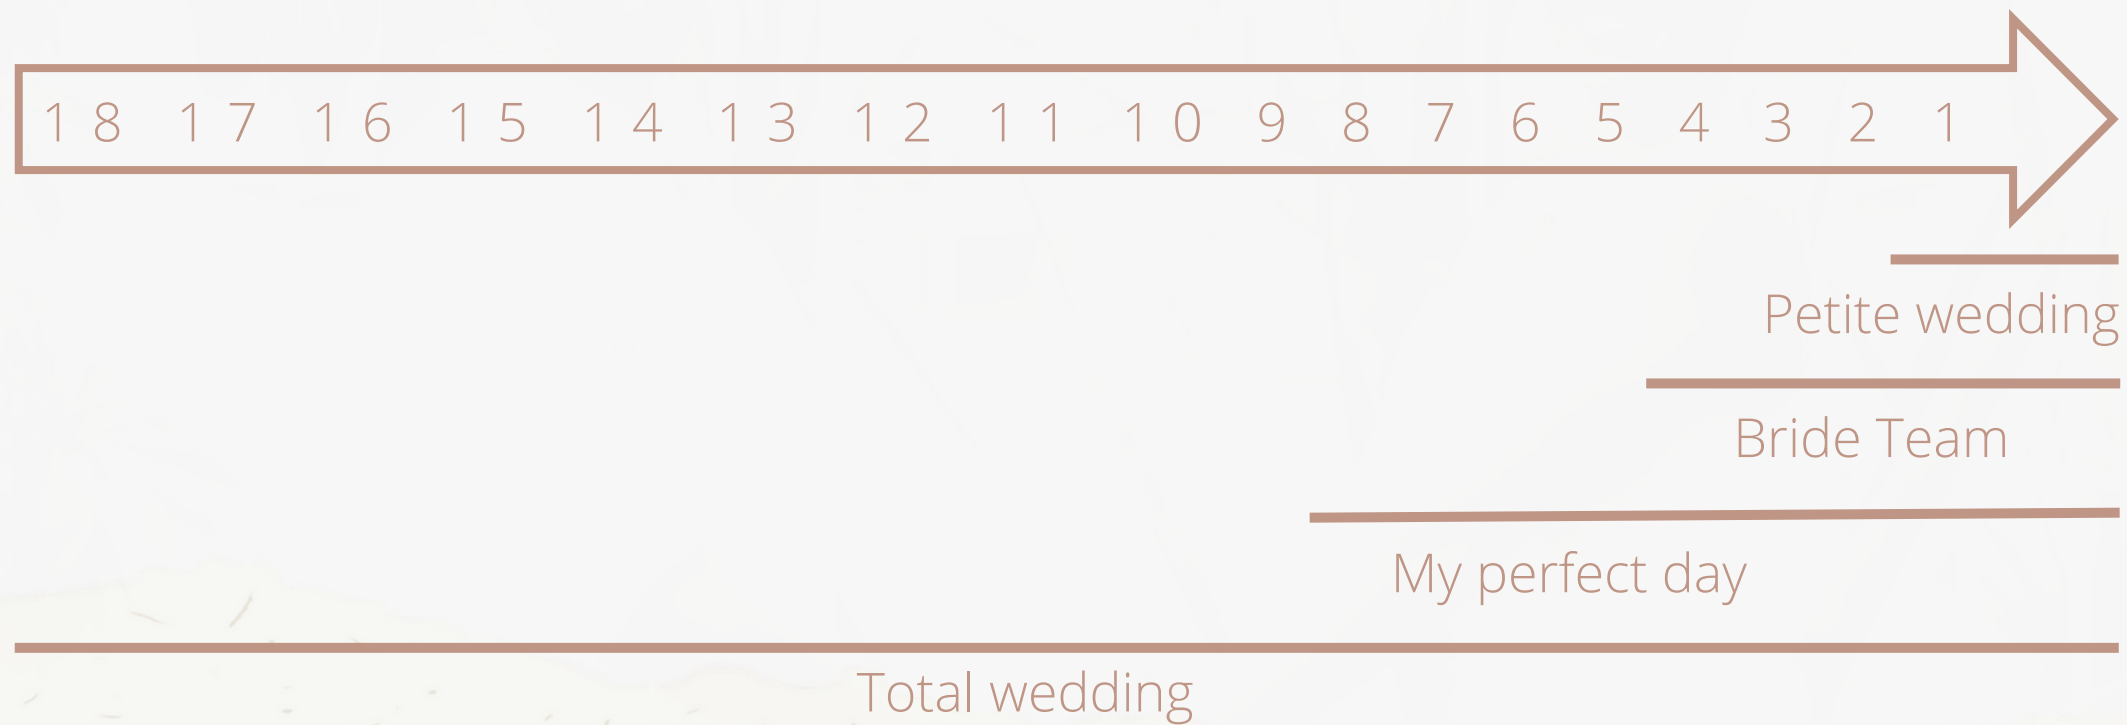 18 17 16 15 14 13 12 11 10 9 8 7 6 5 4 3 2 1
Petite wedding
Bride Team
My perfect day
Total wedding